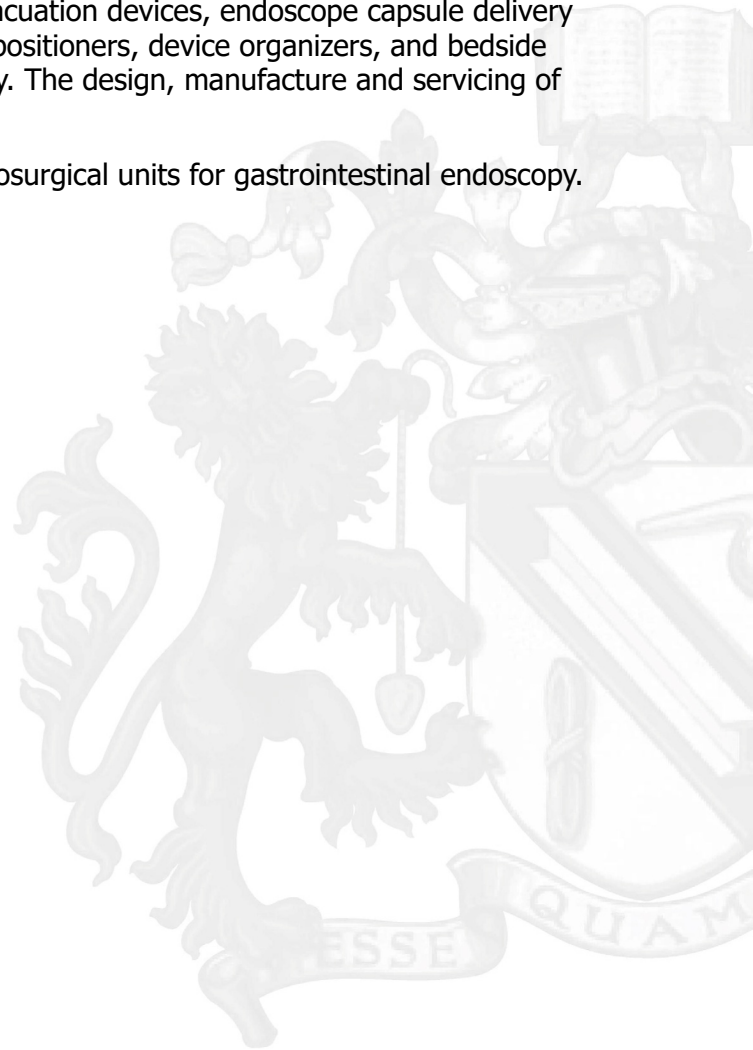 cuation devices, endoscope capsule delivery
positioners, device organizers, and bedside
y. The design, manufacture and servicing of
osurgical units for gastrointestinal endoscopy.
ESSE QUAM